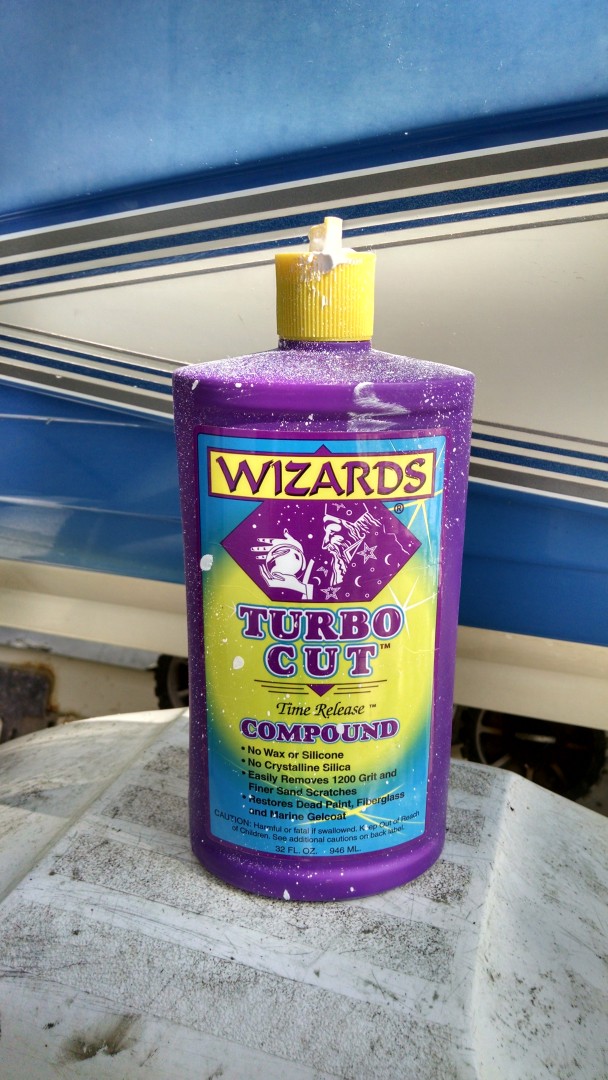 WIZARDS
®
TURBO
CUT™
Time Release™
COMPOUND
• No Wax or Silicone
• No Crystalline Silica
• Easily Removes 1200 Grit and
Finer Sand Scratches
• Restores Dead Paint, Fiberglass
and Marine Gelcoat
CAUTION: Harmful or fatal if swallowed. Keep Out of Reach
of Children. See additional cautions on back label.
32 FL. OZ. 946 ML.